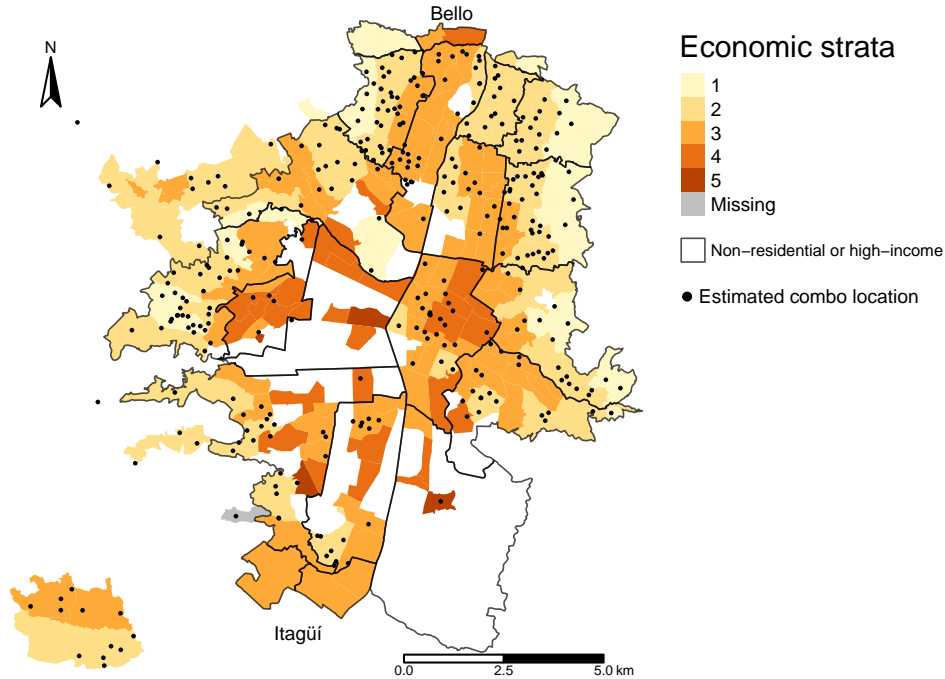 Bello
N
Economic strata
1
2
3
4
5
Missing
Non−residential or high−income
Estimated combo location
Itagüí
0.0 2.5 5.0 km